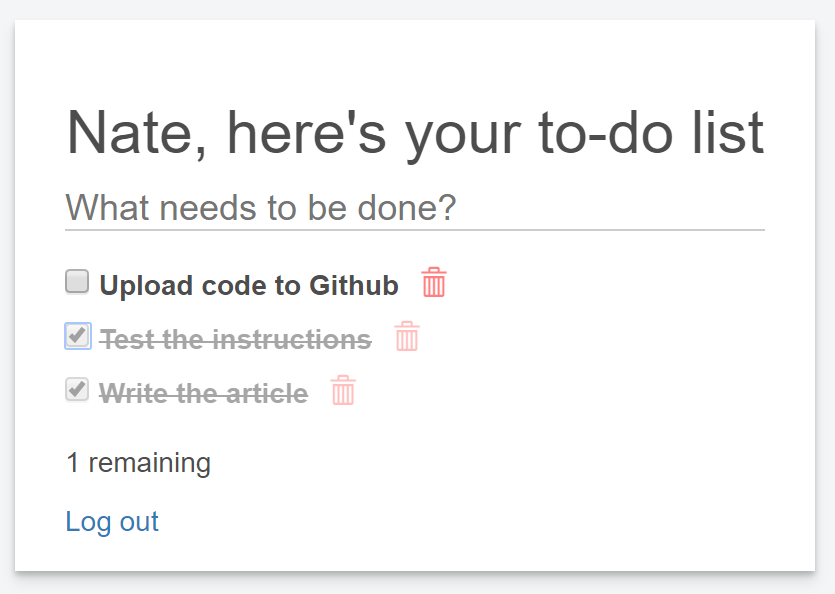 Nate, here's your to-do list
What needs to be done?
Upload code to Github
Test the instructions
Write the article
1 remaining
Log out